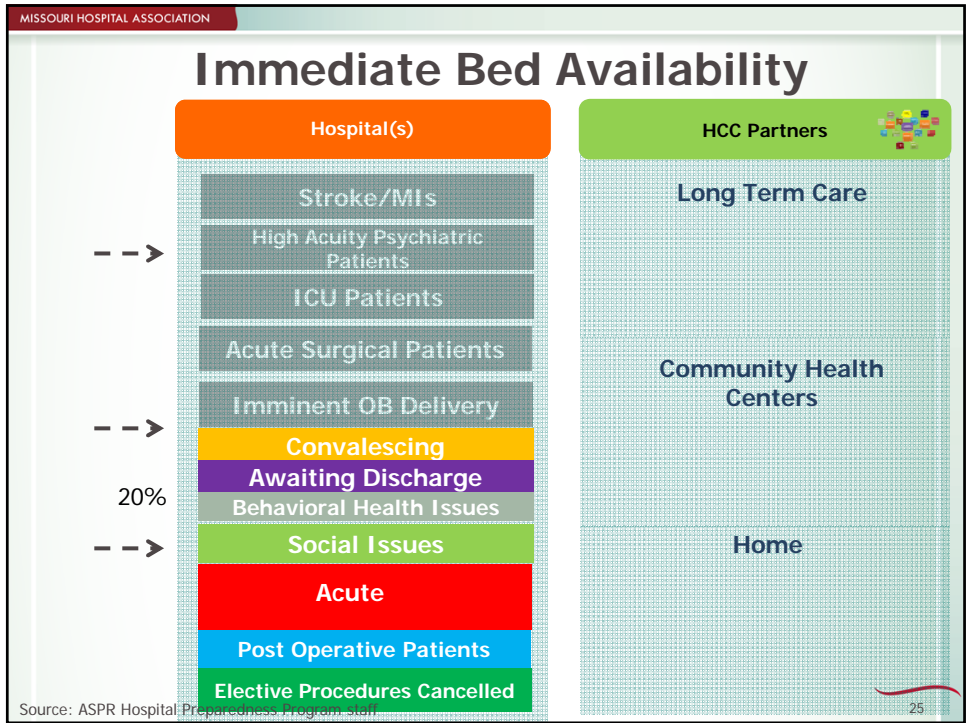 MISSOURI HOSPITAL ASSOCIATION
Immediate Bed Availability
Hospital(s)
Stroke/MIs
High Acuity Psychiatric
Patients
ICU Patients
Acute Surgical Patients
Imminent OB Delivery
Convalescing
Awaiting Discharge
20%
Behavioral Health Issues
Social Issues
Acute
Post Operative Patients
Elective Procedures Cancelled
HCC Partners
Long Term Care
Community Health
Centers
Home
Source: ASPR Hospital Preparedness Program staff
25